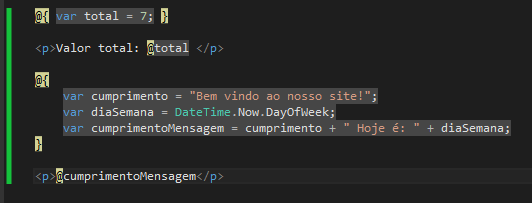 @{ var total = 7; }
<p>Valor total: @total </p>
@{
var cumprimento = "Bem vindo ao nosso site!";
var diaSemana = DateTime.Now.DayOfWeek;
var cumprimentoMensagem = cumprimento + " Hoje é: " + diaSemana;
}
<p>@cumprimentoMensagem</p>